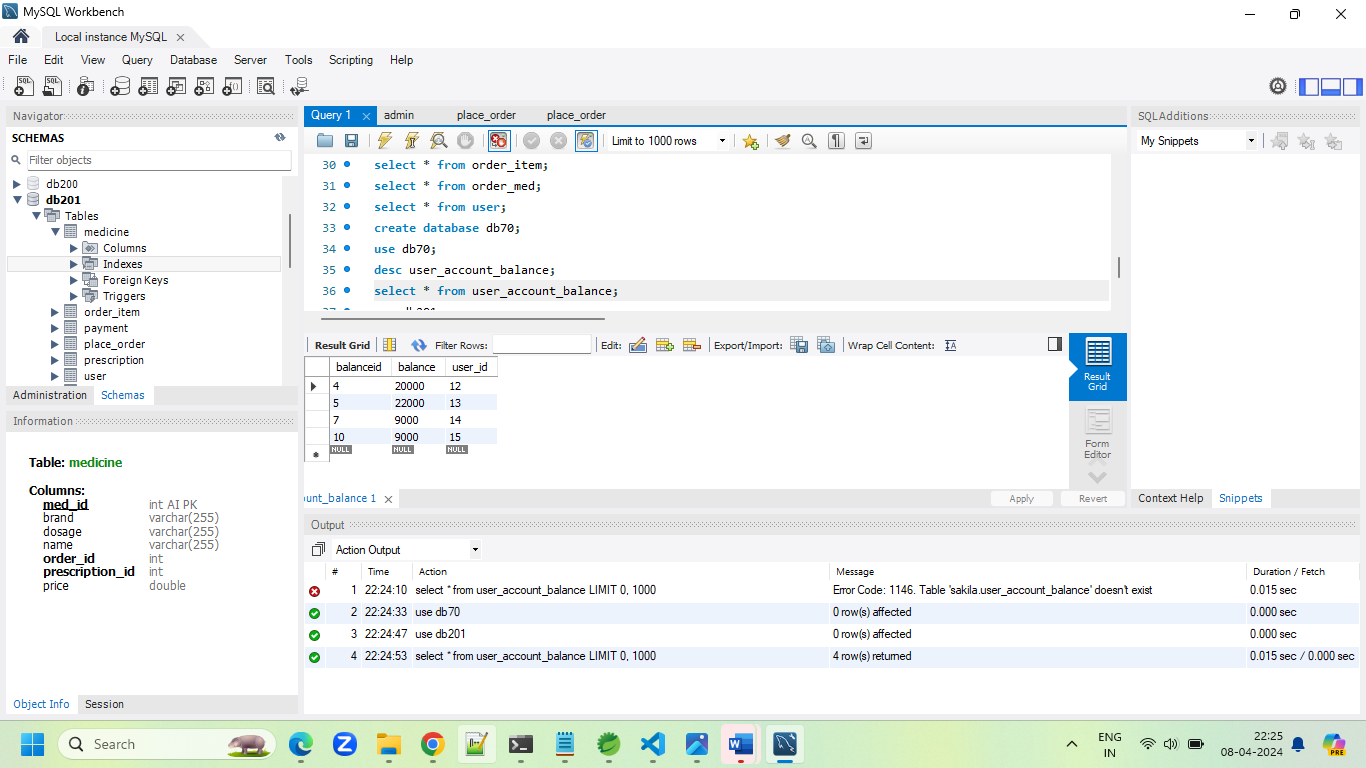 MySQL Workbench
Local instance MySQL
File Edit View Query Database Server Tools Scripting Help
Navigator
SCHEMAS
Filter objects
db200
db201
Tables
medicine
Columns
Indexes
Foreign Keys
Triggers
order_item
payment
place_order
prescription
user
Administration Schemas
Information
Table: medicine
Columns:
med_id int AI PK
brand varchar(255)
dosage varchar(255)
name varchar(255)
order_id int
prescription_id int
price double
Object Info Session
Query 1 admin place_order place_order
Limit to 1000 rows
30 select * from order_item;
31 select * from order_med;
32 select * from user;
33 create database db70;
34 use db70;
35 desc user_account_balance;
36 select * from user_account_balance;
Result Grid Filter Rows: Edit: Export/Import: Wrap Cell Content:
balanceid balance user_id
4 20000 12
5 22000 13
7 9000 14
10 9000 15
NULL NULL NULL
Result Grid
Form Editor
unt_balance 1 Apply Revert
SQLAdditions
My Snippets
Context Help Snippets
Output
Action Output
# Time Action Message Duration / Fetch
1 22:24:10 select * from user_account_balance LIMIT 0, 1000 Error Code: 1146. Table 'sakila.user_account_balance' doesn't exist 0.015 sec
2 22:24:33 use db70 0 row(s) affected 0.000 sec
3 22:24:47 use db201 0 row(s) affected 0.000 sec
4 22:24:53 select * from user_account_balance LIMIT 0, 1000 4 row(s) returned 0.015 sec / 0.000 sec
Search
ENG
IN
22:25
08-04-2024
PRE